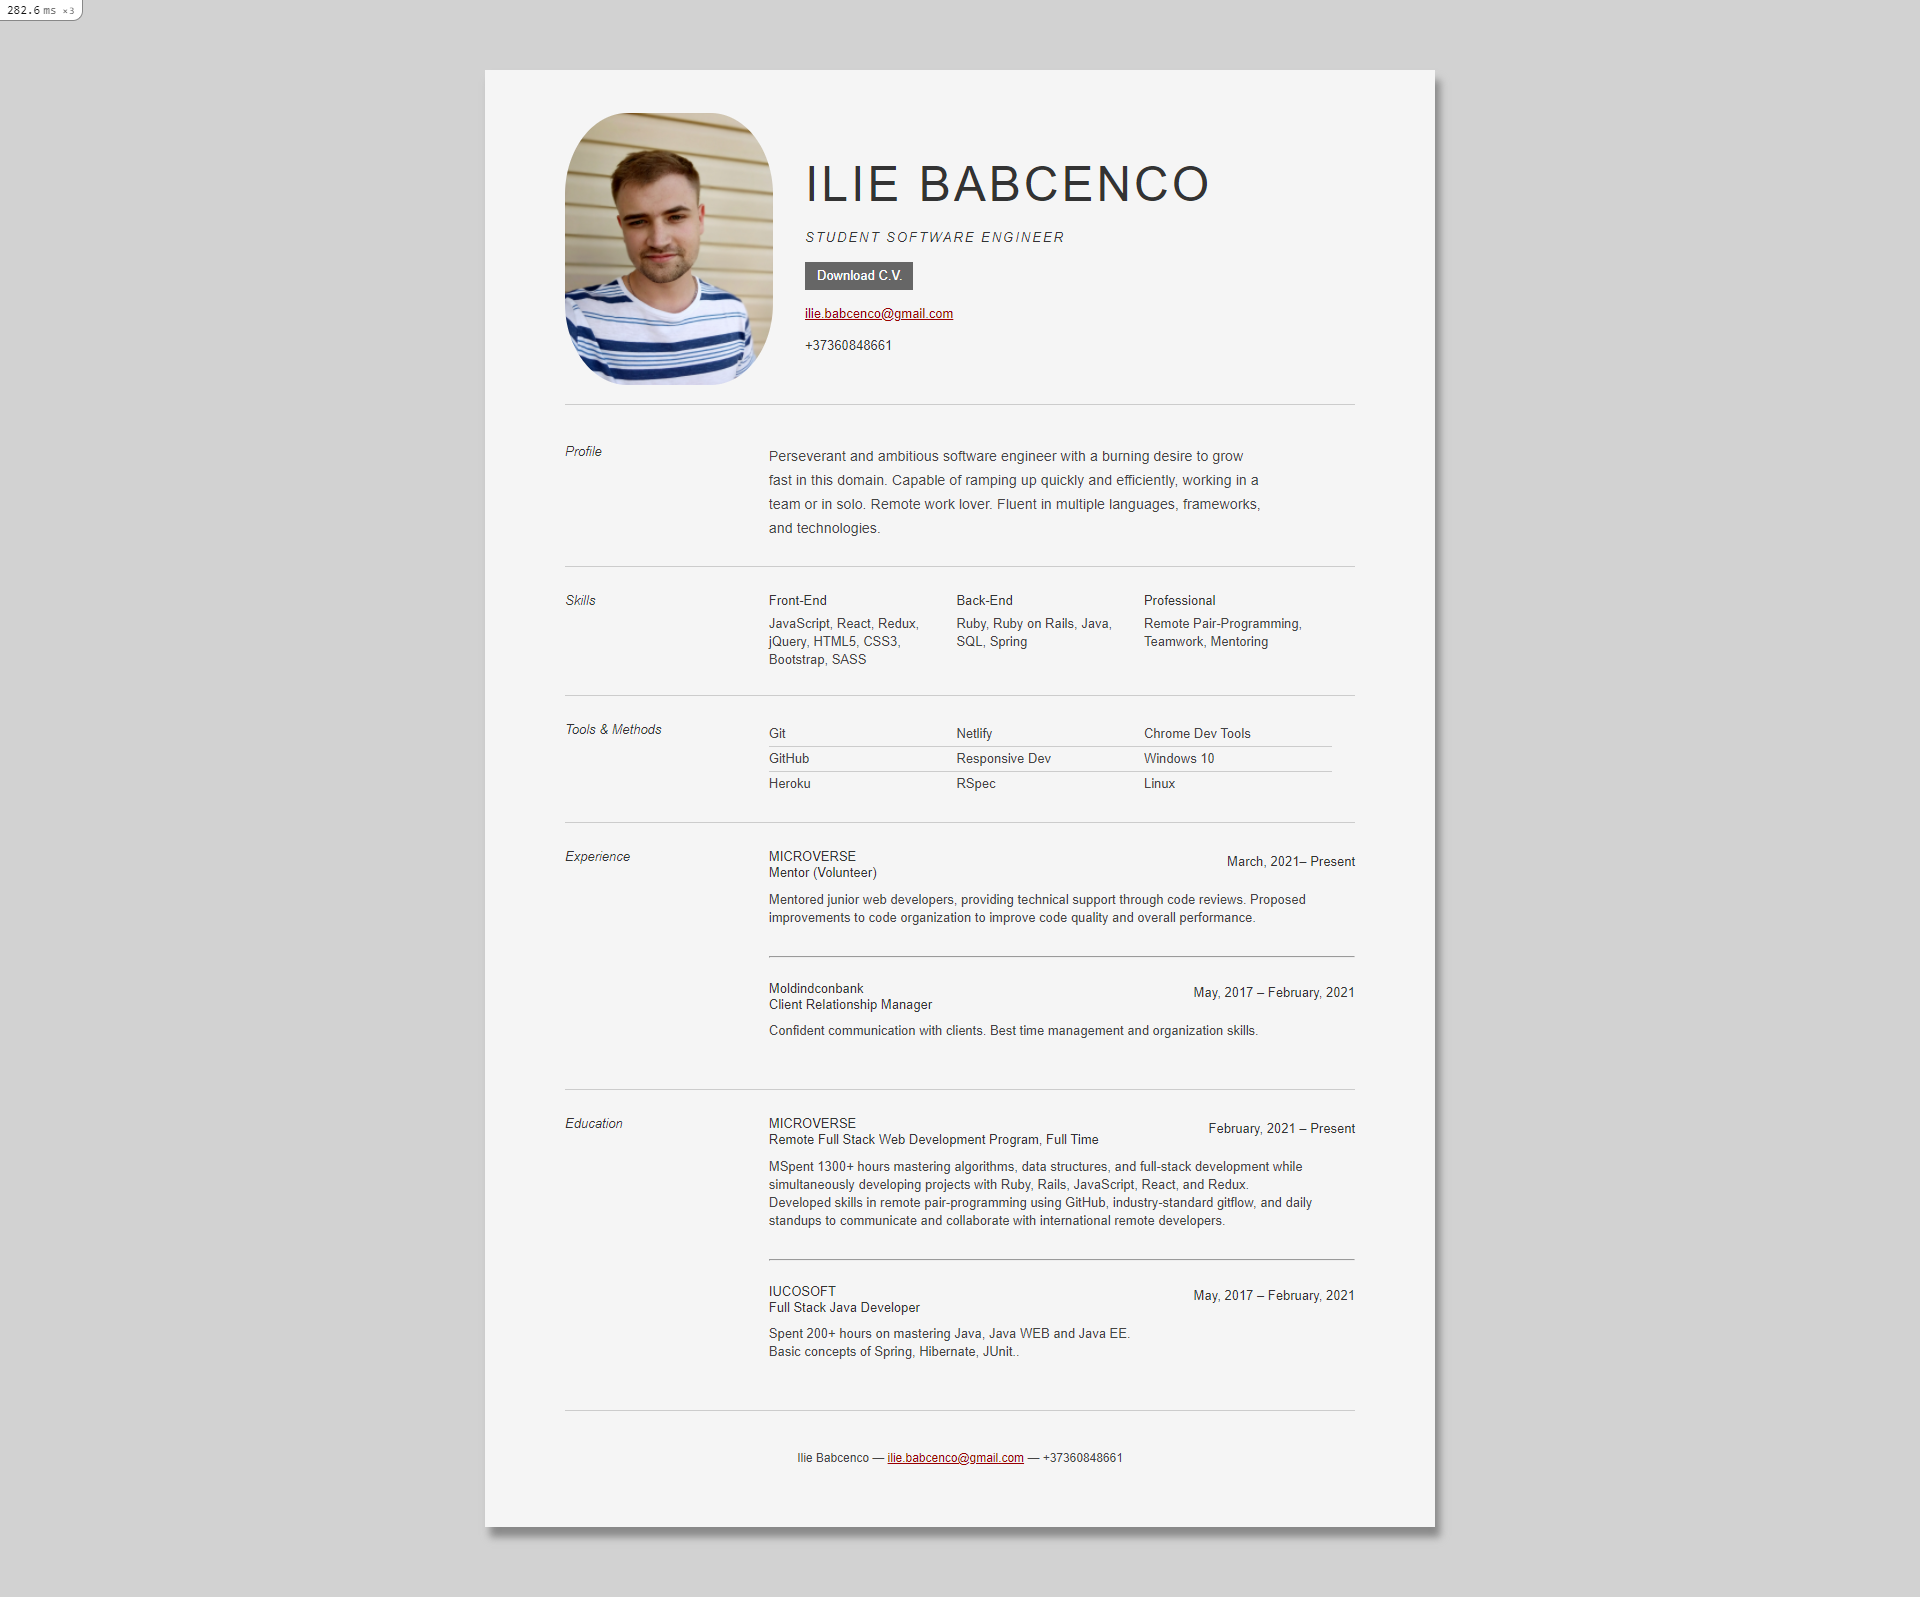 282.6 ms ×3
ILIE BABCENCO
STUDENT SOFTWARE ENGINEER
Download C.V.
ilie.babcenco@gmail.com
+37360848661
Profile
Perseverant and ambitious software engineer with a burning desire to grow
fast in this domain. Capable of ramping up quickly and efficiently, working in a
team or in solo. Remote work lover. Fluent in multiple languages, frameworks,
and technologies.
Skills
Front-End
JavaScript, React, Redux,
jQuery, HTML5, CSS3,
Bootstrap, SASS
Back-End
Ruby, Ruby on Rails, Java,
SQL, Spring
Professional
Remote Pair-Programming,
Teamwork, Mentoring
Tools & Methods
Git Netlify Chrome Dev Tools
GitHub Responsive Dev Windows 10
Heroku RSpec Linux
Experience
MICROVERSE
Mentor (Volunteer)
March, 2021– Present
Mentored junior web developers, providing technical support through code reviews. Proposed
improvements to code organization to improve code quality and overall performance.
Moldindconbank
Client Relationship Manager
May, 2017 – February, 2021
Confident communication with clients. Best time management and organization skills.
Education
MICROVERSE
Remote Full Stack Web Development Program, Full Time
February, 2021 – Present
MSpent 1300+ hours mastering algorithms, data structures, and full-stack development while
simultaneously developing projects with Ruby, Rails, JavaScript, React, and Redux.
Developed skills in remote pair-programming using GitHub, industry-standard gitflow, and daily
standups to communicate and collaborate with international remote developers.
IUCOSOFT
Full Stack Java Developer
May, 2017 – February, 2021
Spent 200+ hours on mastering Java, Java WEB and Java EE.
Basic concepts of Spring, Hibernate, JUnit..
Ilie Babcenco — ilie.babcenco@gmail.com — +37360848661